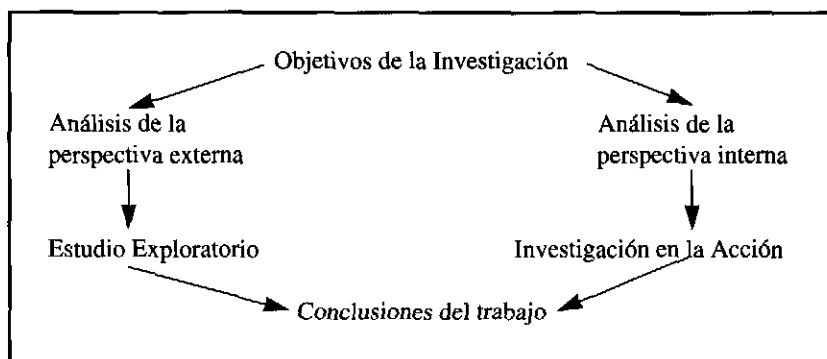 Objetivos de la Investigación
Análisis de la
perspectiva externa
Análisis de la
perspectiva interna
Estudio Exploratorio
Investigación en la Acción
Conclusiones del trabajo